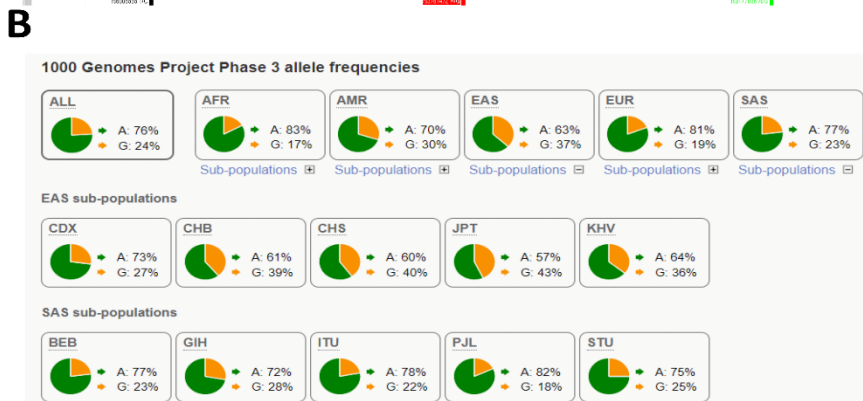 B
1000 Genomes Project Phase 3 allele frequencies
ALL AFR AMR EAS EUR SAS
A: 76% A: 83% A: 70% A: 63% A: 81% A: 77%
G: 24% G: 17% G: 30% G: 37% G: 19% G: 23%
Sub-populations Sub-populations Sub-populations Sub-populations Sub-populations
EAS sub-populations
CDX CHB CHS JPT KHV
A: 73% A: 61% A: 60% A: 57% A: 64%
G: 27% G: 39% G: 40% G: 43% G: 36%
SAS sub-populations
BEB GIH ITU PJL STU
A: 77% A: 72% A: 78% A: 82% A: 75%
G: 23% G: 28% G: 22% G: 18% G: 25%